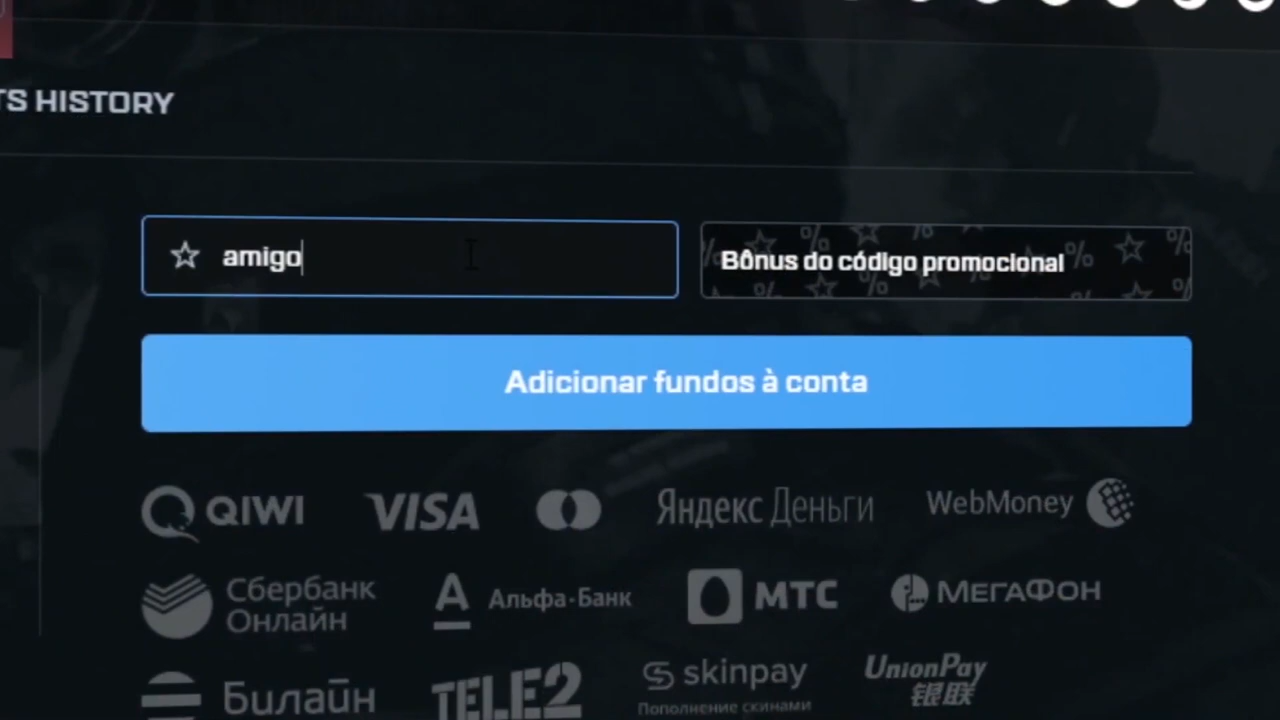 TS HISTORY
amigo
Bônus do código promocional
Adicionar fundos à conta
QIWI VISA Яндекс Деньги WebMoney
Сбербанк
Онлайн
А Альфа·Банк МТС МЕГАФОН
Билайн TELE2 skinpay
Пополнение скинами
UnionPay
银联